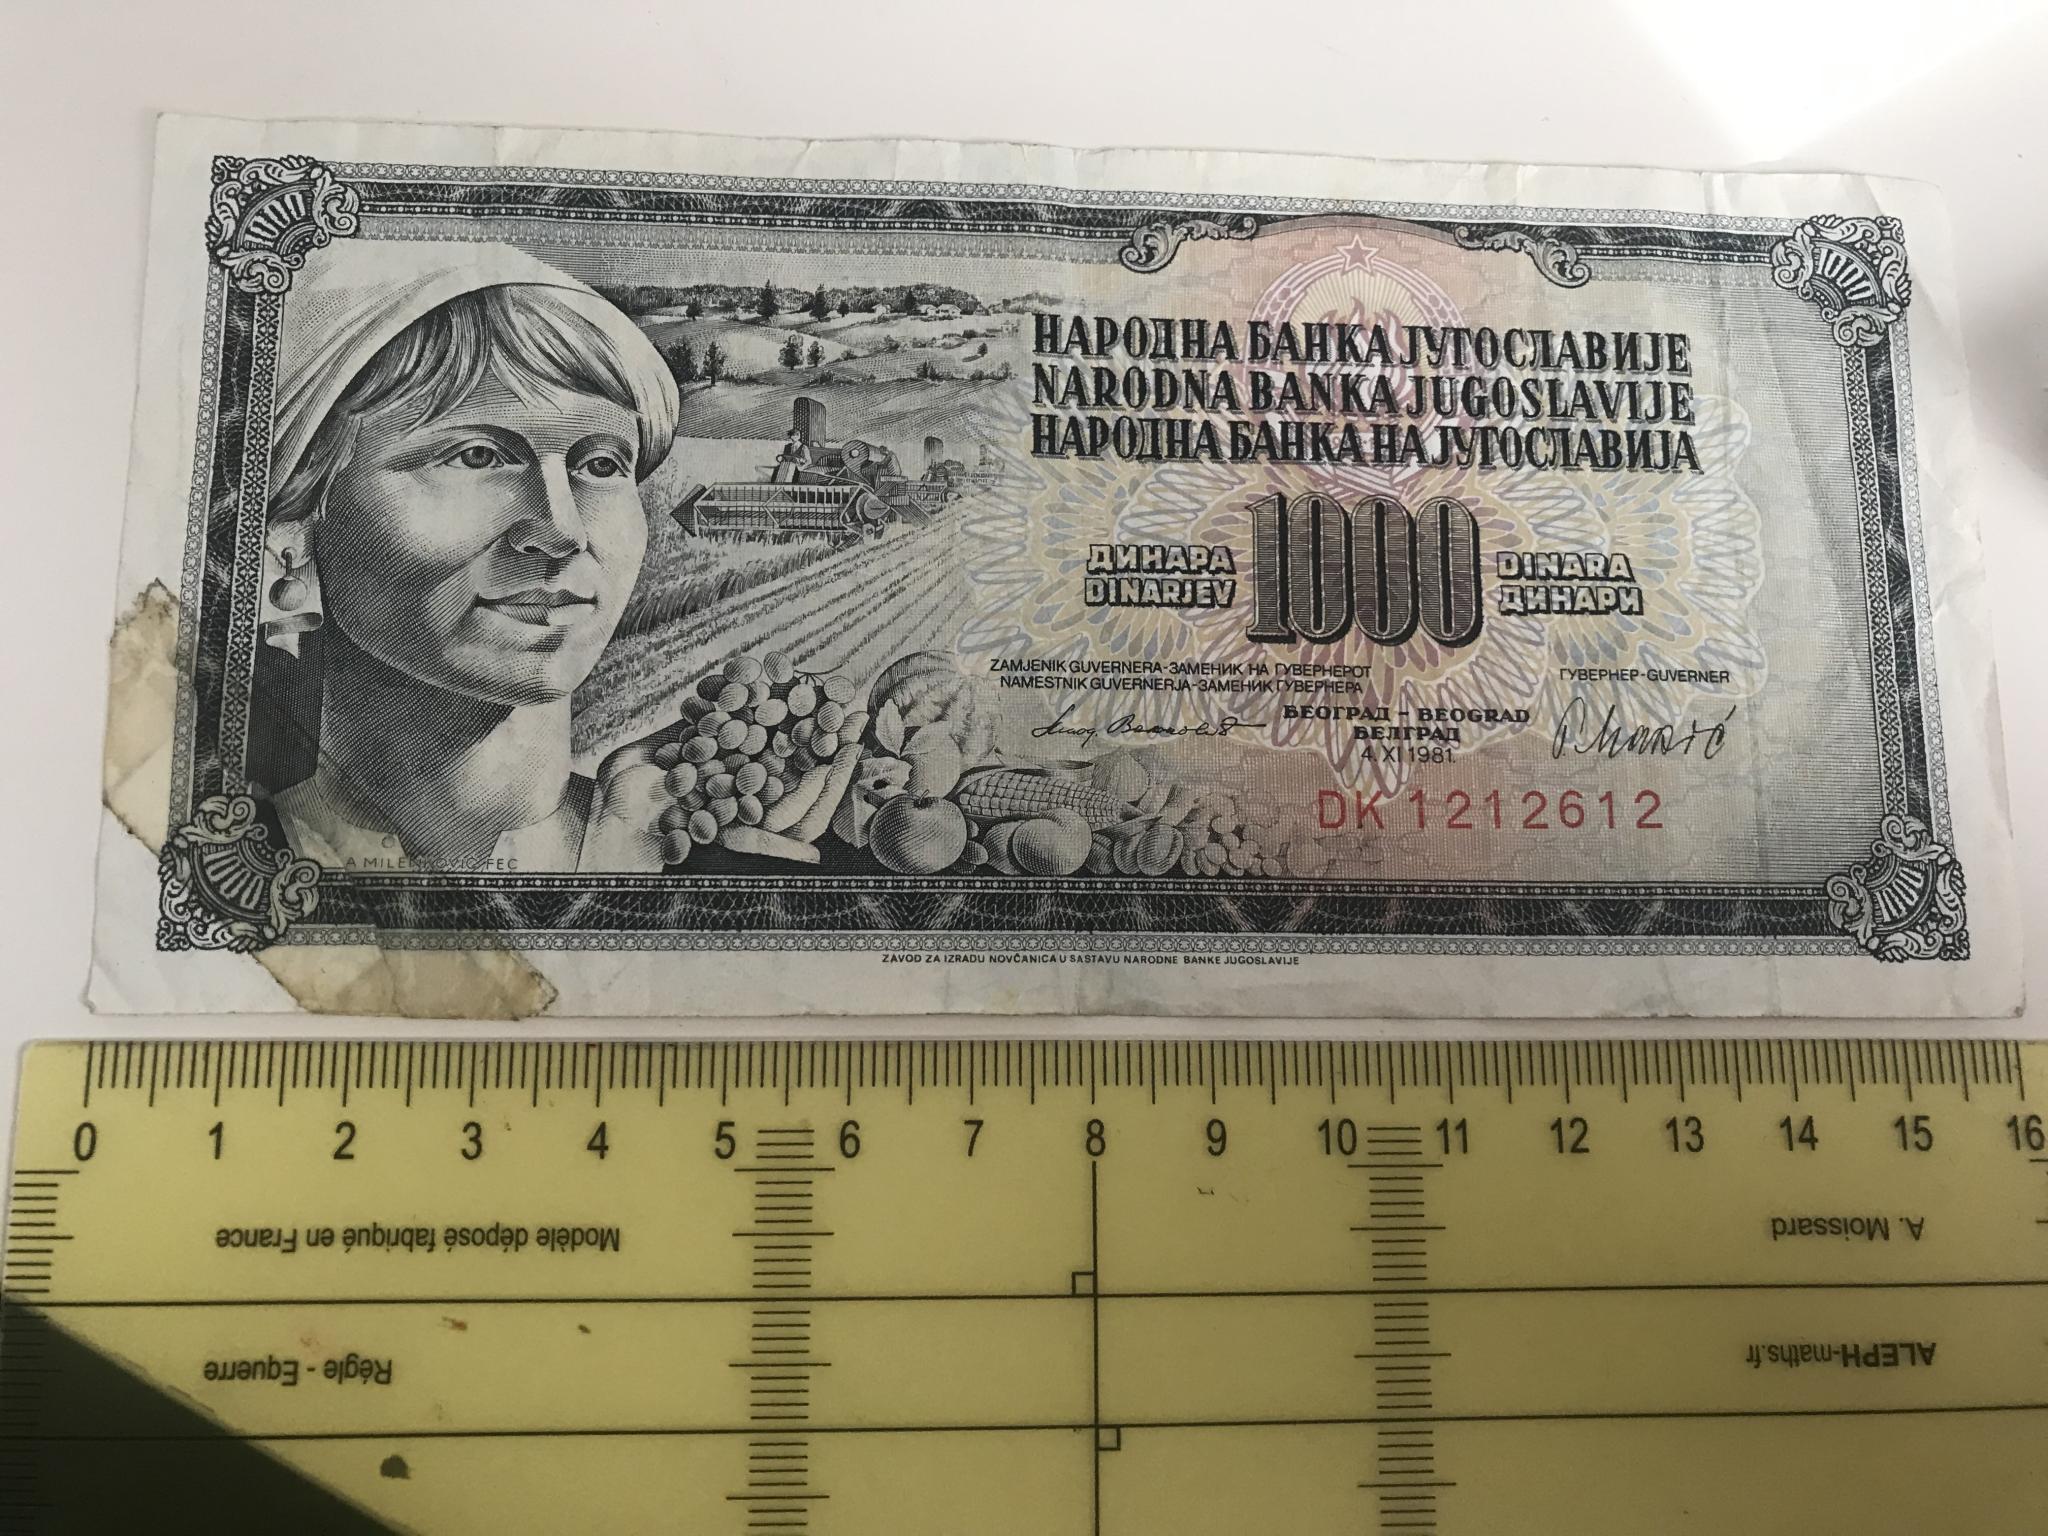 НАРОДНА БАНКА ЈУГОСЛАВИЈЕ
NARODNA BANKA JUGOSLAVIJE
НАРОДНА БАНКА НА ЈУГОСЛАВИЈА
ДИНАРА
DINARJEV
1000
DINARA
ДИНАРИ
ZAMJENIK GUVERNERA-ЗАМЕНИК НА ГУВЕРНЕРОТ
NAMESTNIK GUVERNERJA-ЗАМЕНИК ГУВЕРНЕРА
ГУВЕРНЕР-GUVERNER
БЕОГРАД – BEOGRAD
БЕЛГРАД
4. XI 1981.
DK 1212612
A MILENKOVIĆ FEC
ZAVOD ZA IZRADU NOVČANICA U SASTAVU NARODNE BANKE JUGOSLAVIJE
0 1 2 3 4 5 6 7 8 9 10 11 12 13 14 15 16
Modèle déposé fabriqué en France
A. Moissard
Régle - Equerre
ALEPH-maths.fr